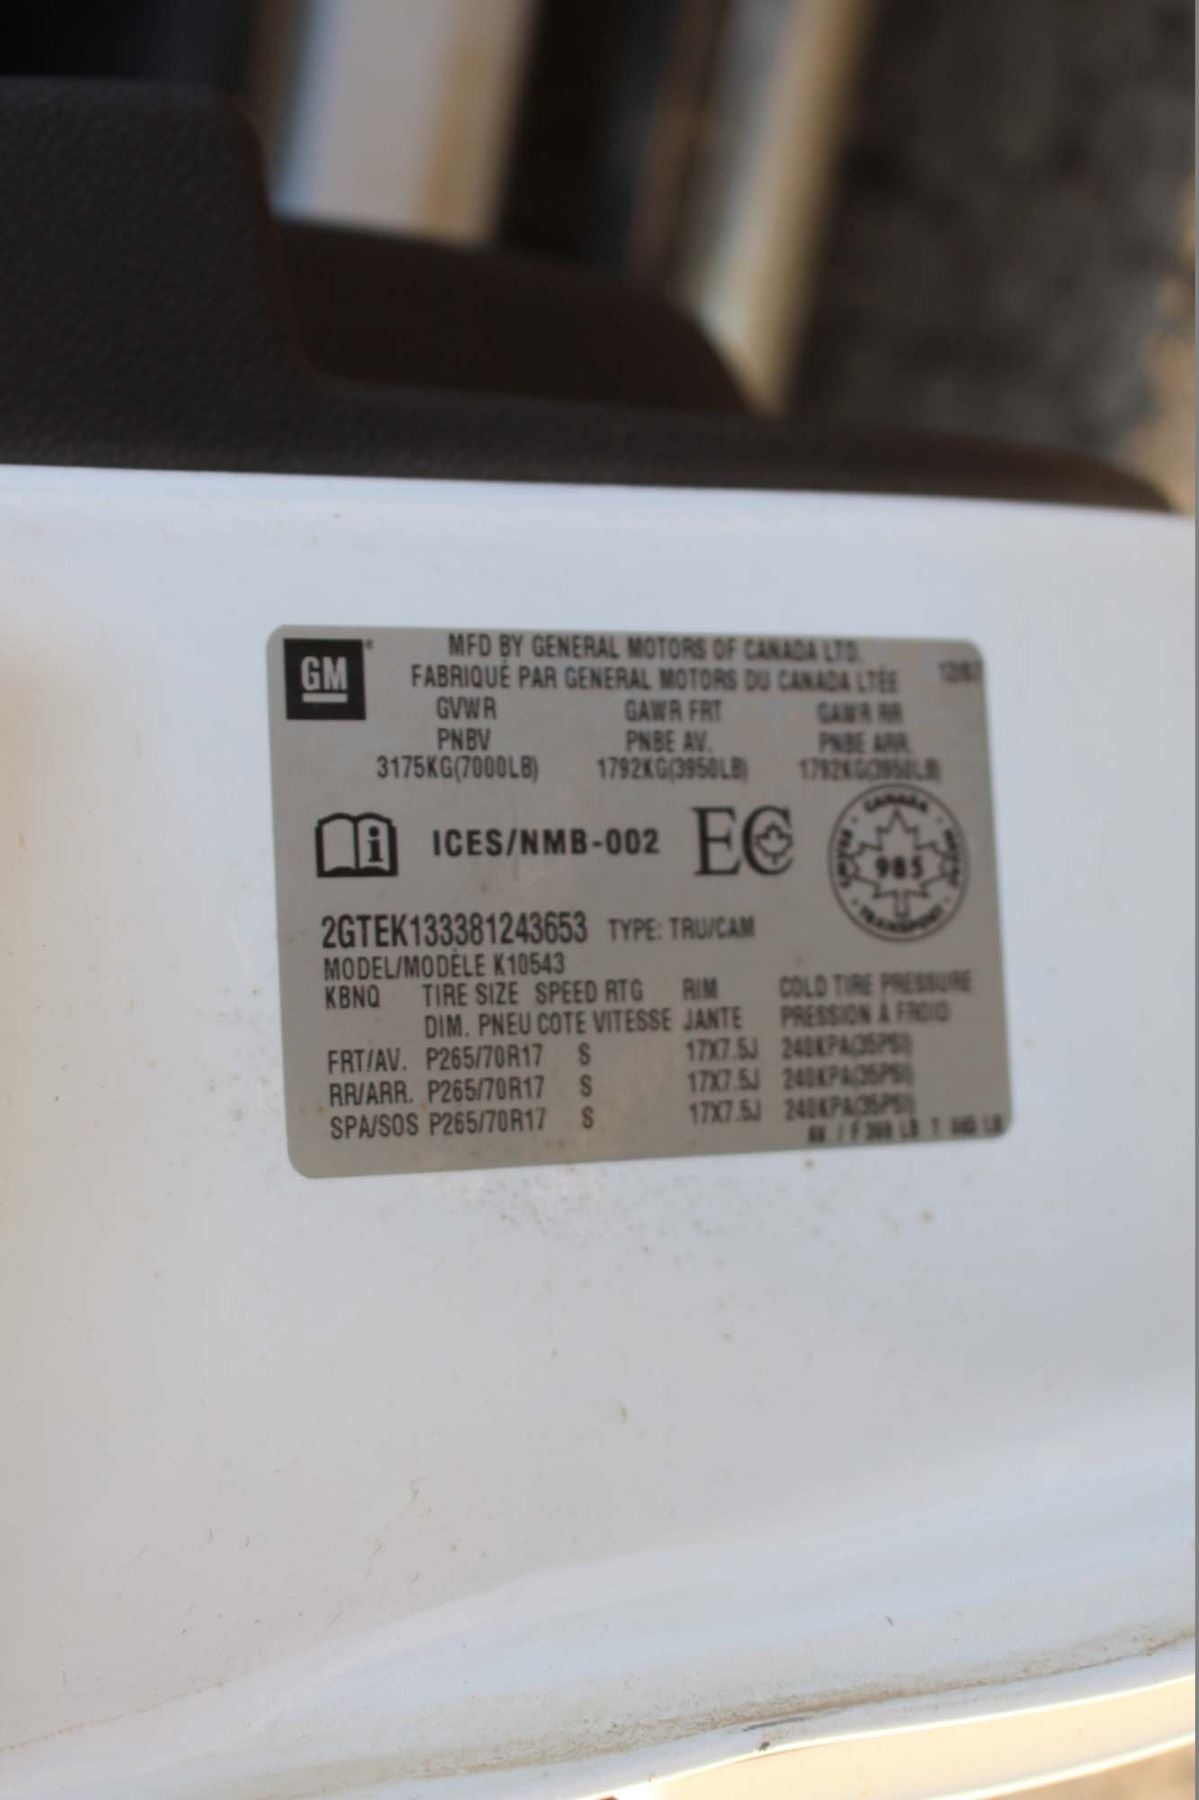 GM
MFD BY GENERAL MOTORS OF CANADA LTD.
FABRIQUÉ PAR GENERAL MOTORS DU CANADA LTÉE 12/07
GVWR GAWR FRT GAWR RR
PNBV PNBE AV. PNBE ARR.
3175KG(7000LB) 1792KG(3950LB) 1792KG(3950LB)
i ICES/NMB-002 EC
CANADA
985
TRANSPORT
2GTEK133381243653 TYPE: TRU/CAM
MODEL/MODÈLE K10543
KBNQ TIRE SIZE SPEED RTG RIM COLD TIRE PRESSURE
DIM. PNEU COTE VITESSE JANTE PRESSION À FROID
FRT/AV. P265/70R17 S 17X7.5J 240KPA(35PSI)
RR/ARR. P265/70R17 S 17X7.5J 240KPA(35PSI)
SPA/SOS P265/70R17 S 17X7.5J 240KPA(35PSI)